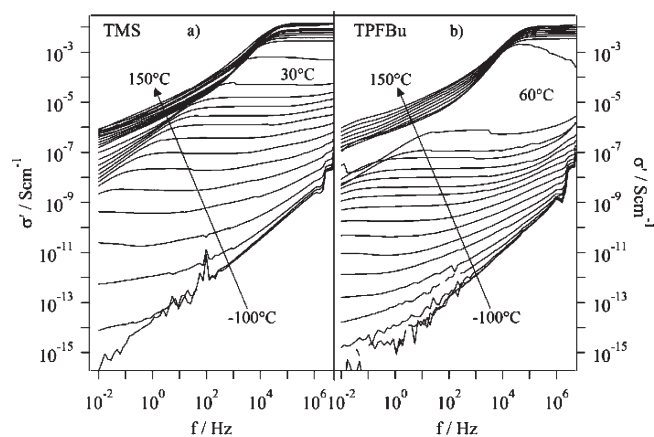 TMS a)
TPFBu b)
150°C
30°C
-100°C
150°C
60°C
-100°C
σ' / Scm⁻¹
10⁻³
10⁻⁵
10⁻⁷
10⁻⁹
10⁻¹¹
10⁻¹³
10⁻¹⁵
10⁻³
10⁻⁵
10⁻⁷
10⁻⁹
10⁻¹¹
10⁻¹³
10⁻¹⁵
σ' / Scm⁻¹
10⁻² 10⁰ 10² 10⁴ 10⁶
10⁻² 10⁰ 10² 10⁴ 10⁶
f / Hz
f / Hz